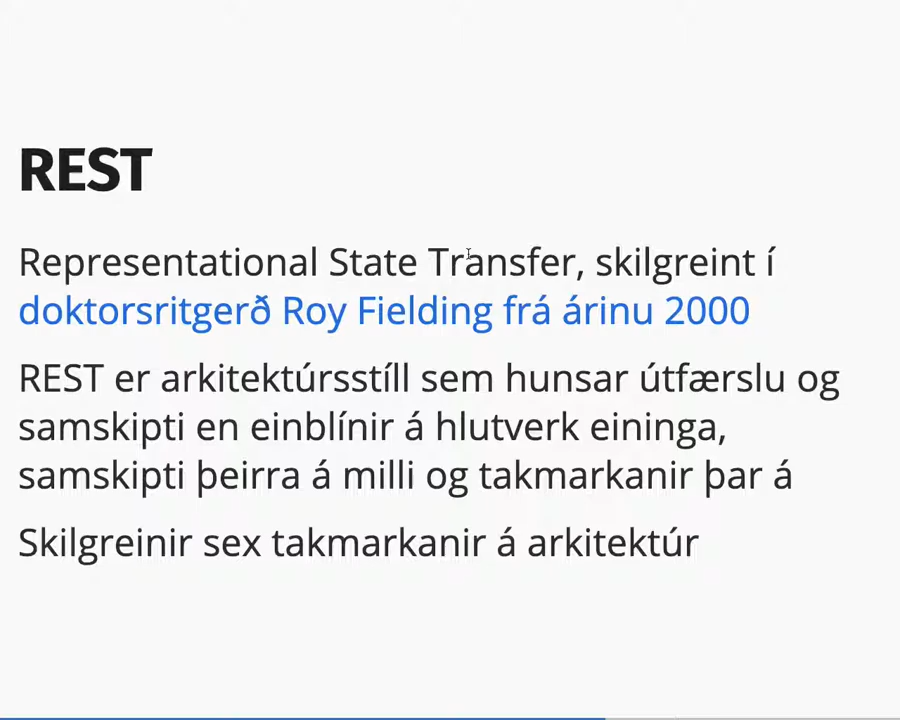 REST
Representational State Transfer, skilgreint í
doktorsritgerð Roy Fielding frá árinu 2000
REST er arkitektúrsstíll sem hunsar útfærslu og
samskipti en einblínir á hlutverk eininga,
samskipti þeirra á milli og takmarkanir þar á
Skilgreinir sex takmarkanir á arkitektúr